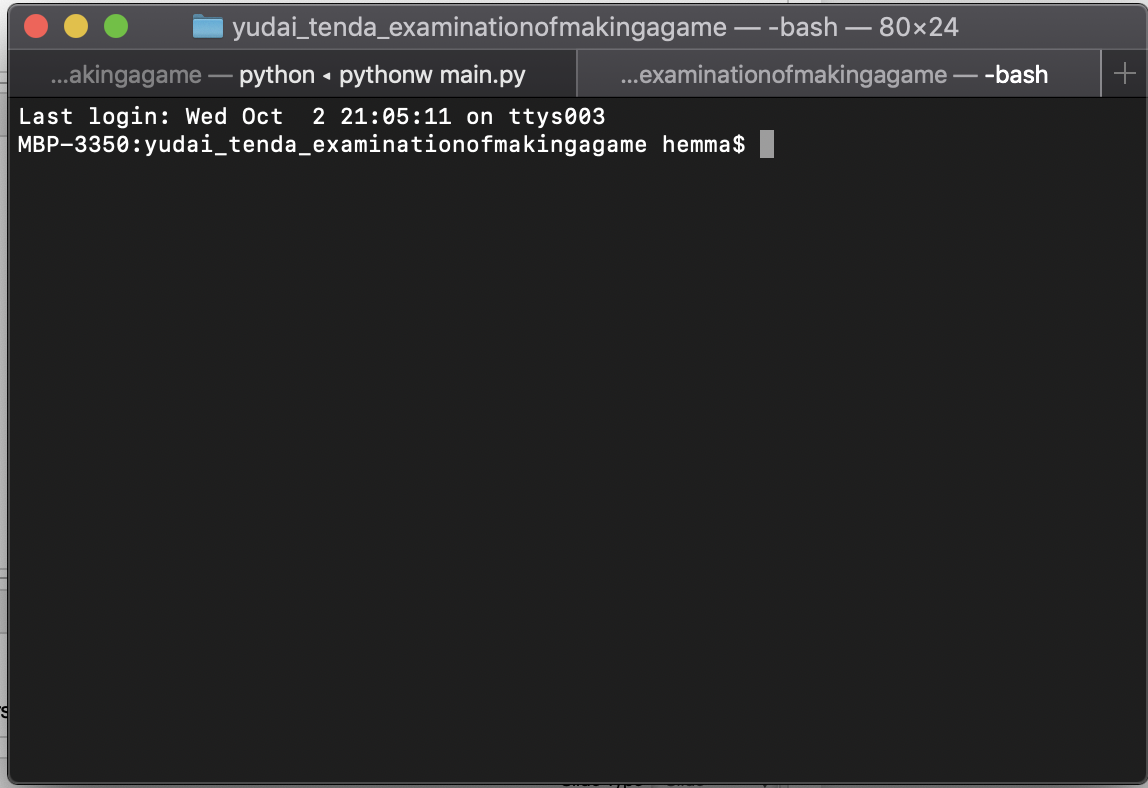 yudai_tenda_examinationofmakingagame — -bash — 80×24
...akingagame — python ◂ pythonw main.py
...examinationofmakingagame — -bash
Last login: Wed Oct  2 21:05:11 on ttys003
MBP-3350:yudai_tenda_examinationofmakingagame hemma$